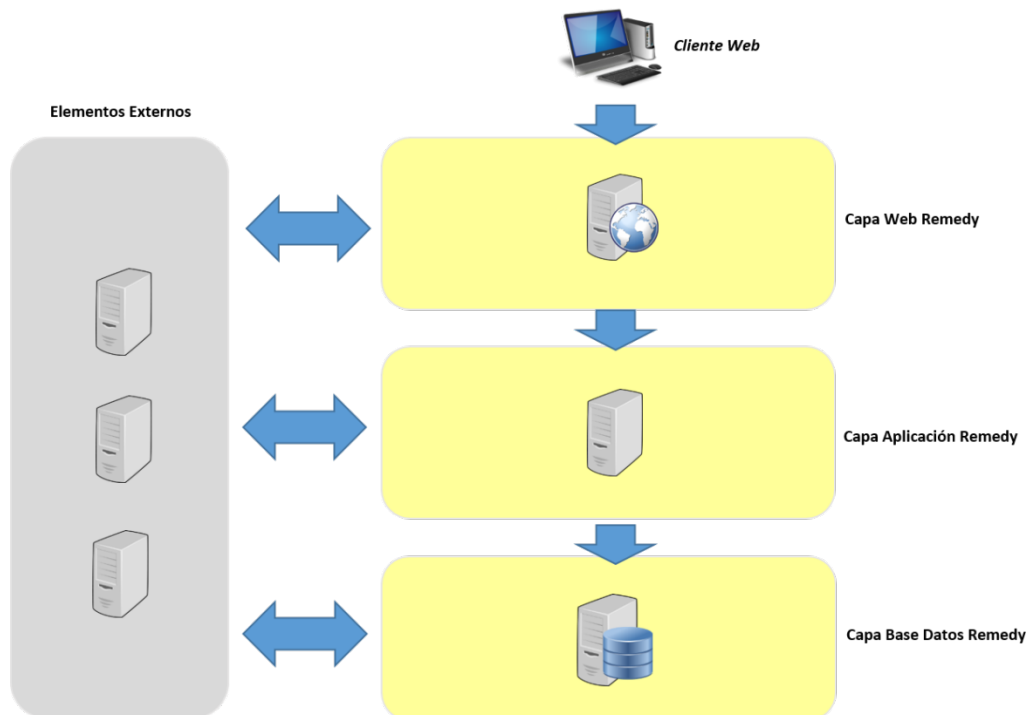 Cliente Web
Elementos Externos
Capa Web Remedy
Capa Aplicación Remedy
Capa Base Datos Remedy